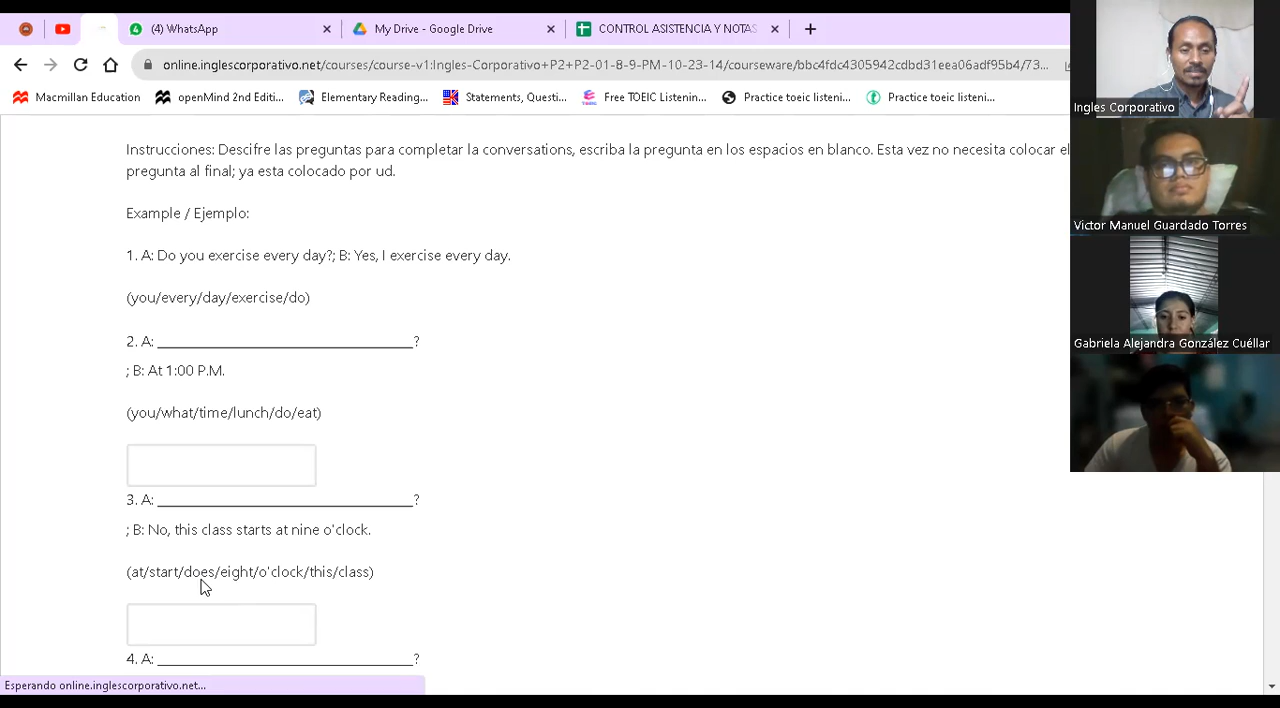 (4) WhatsApp
My Drive - Google Drive
CONTROL ASISTENCIA Y NOTAS
online.inglescorporativo.net/courses/course-v1:Ingles-Corporativo+P2+P2-01-8-9-PM-10-23-14/courseware/bbc4fdc4305942cdbd31eea06adf95b4/73...
Macmillan Education
openMind 2nd Editi...
Elementary Reading...
Statements, Questi...
Free TOEIC Listenin...
Practice toeic listeni...
Practice toeic listeni...
Instrucciones: Descifre las preguntas para completar la conversations, escriba la pregunta en los espacios en blanco. Esta vez no necesita colocar el
pregunta al final; ya esta colocado por ud.
Example / Ejemplo:
1. A: Do you exercise every day?; B: Yes, I exercise every day.
(you/every/day/exercise/do)
2. A: ______________________________?
; B: At 1:00 P.M.
(you/what/time/lunch/do/eat)
3. A: ______________________________?
; B: No, this class starts at nine o'clock.
(at/start/does/eight/o'clock/this/class)
4. A: ______________________________?
Esperando online.inglescorporativo.net...
Ingles Corporativo
Victor Manuel Guardado Torres
Gabriela Alejandra González Cuéllar